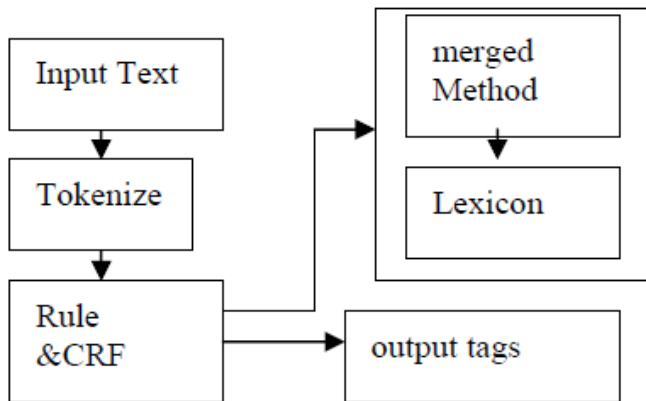 Input Text
Tokenize
Rule
&CRF
merged
Method
Lexicon
output tags